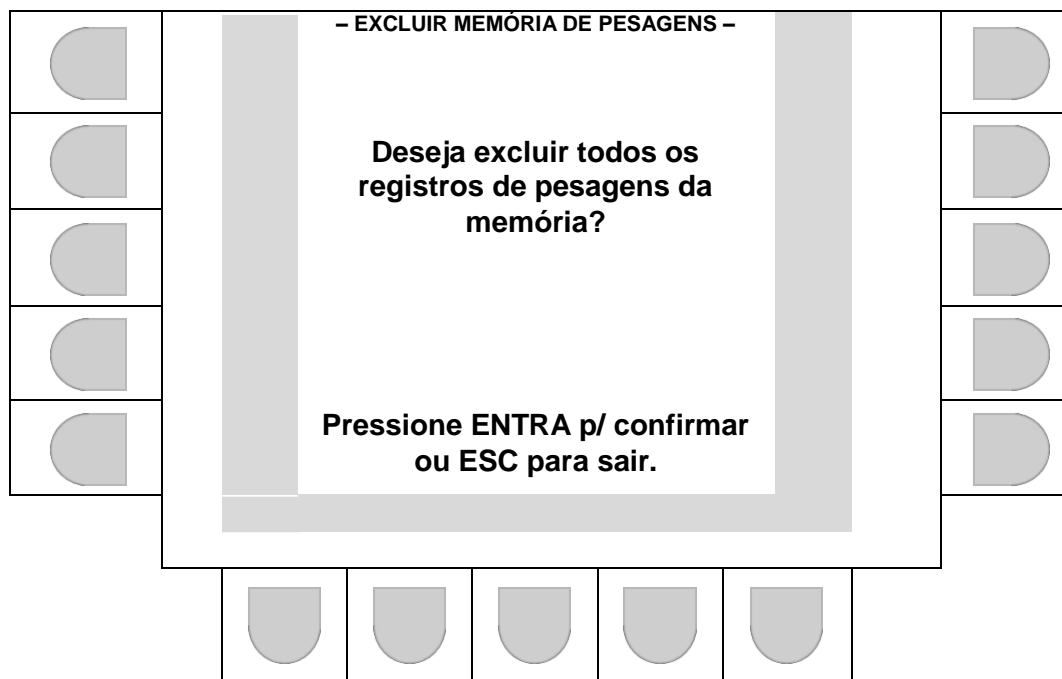 – EXCLUIR MEMÓRIA DE PESAGENS –
Deseja excluir todos os
registros de pesagens da
memória?
Pressione ENTRA p/ confirmar
ou ESC para sair.